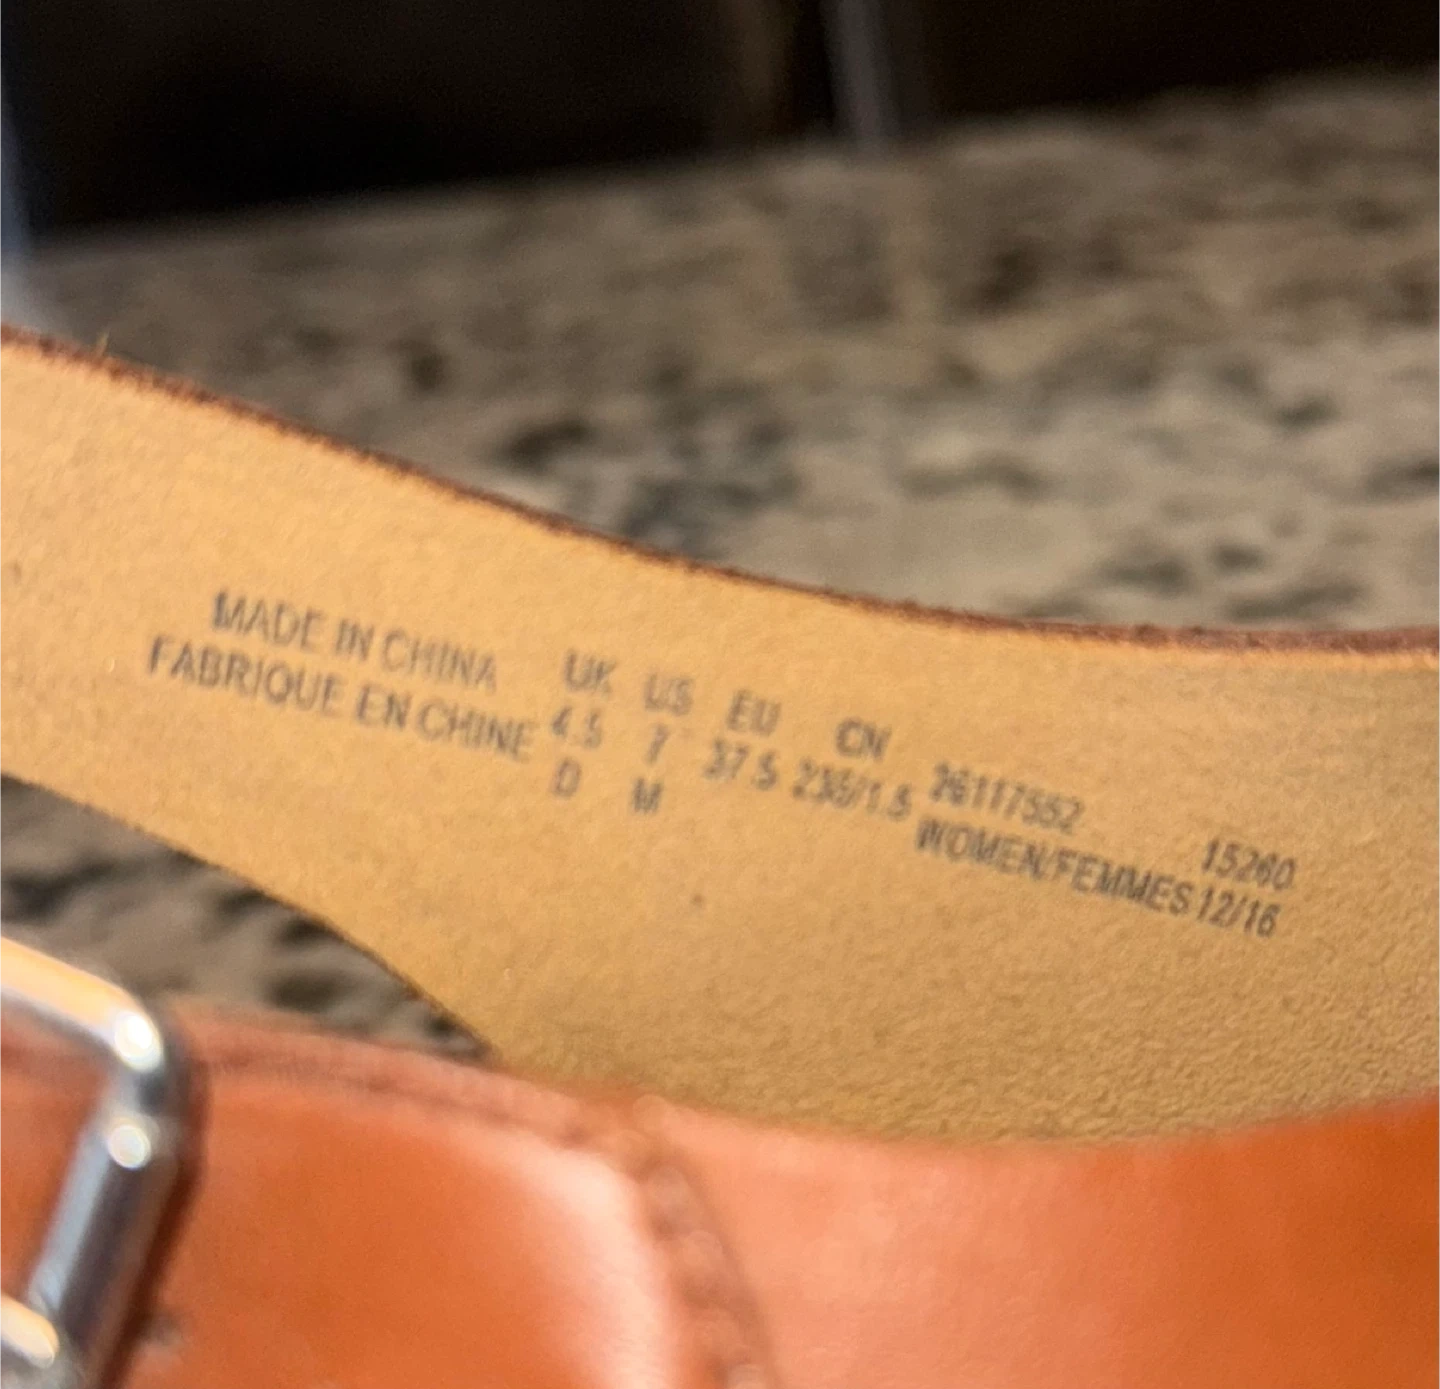 MADE IN CHINA
FABRIQUE EN CHINE
UK US EU CN
4.5 7 37.5 235/1.5
D M
26117552
WOMEN/FEMMES
15260
12/16